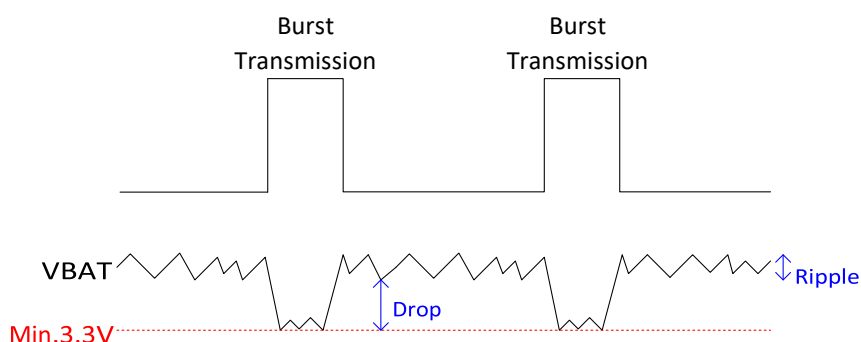 Burst
Transmission
Burst
Transmission
VBAT
Ripple
Drop
Min.3.3V